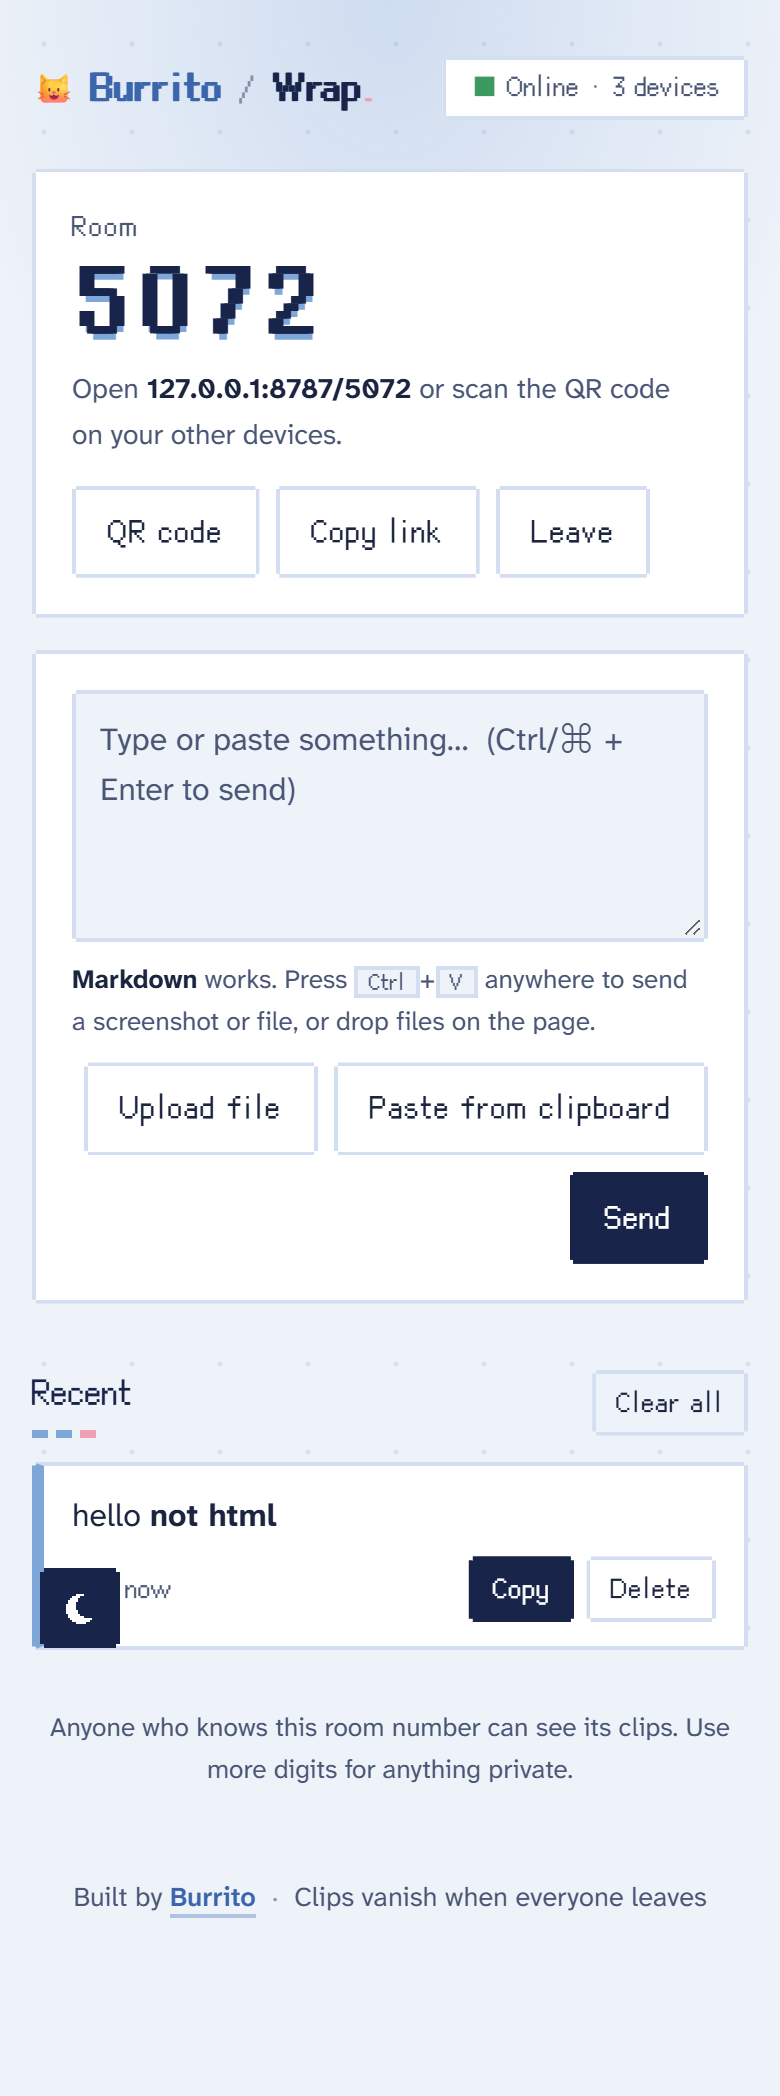 Burrito / Wrap.
Online · 3 devices
Room
5072
Open 127.0.0.1:8787/5072 or scan the QR code
on your other devices.
QR code
Copy link
Leave
Type or paste something... (Ctrl/⌘ +
Enter to send)
Markdown works. Press Ctrl+V anywhere to send
a screenshot or file, or drop files on the page.
Upload file
Paste from clipboard
Send
Recent
Clear all
hello not html
now
Copy
Delete
Anyone who knows this room number can see its clips. Use
more digits for anything private.
Built by Burrito · Clips vanish when everyone leaves